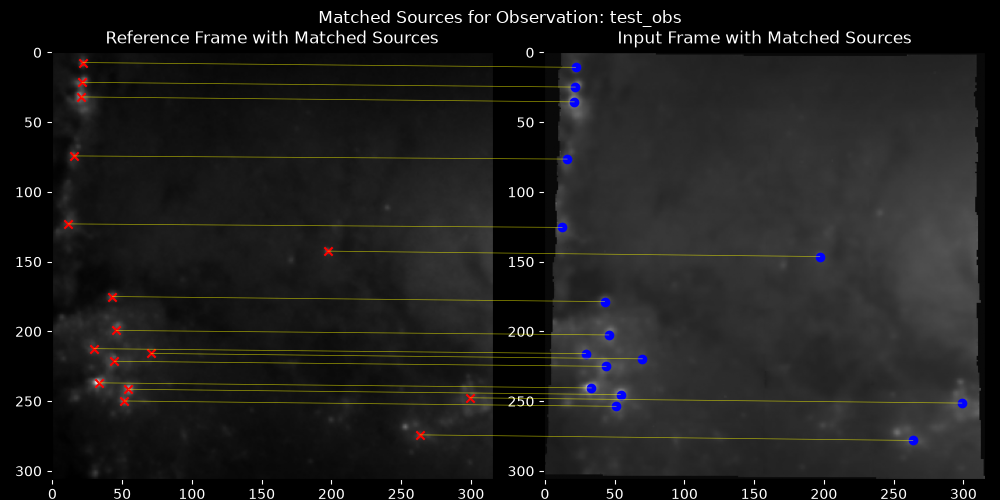 Matched Sources for Observation: test_obs
Reference Frame with Matched Sources
Input Frame with Matched Sources
0
50
100
150
200
250
300
0 50 100 150 200 250 300
0
50
100
150
200
250
300
0 50 100 150 200 250 300